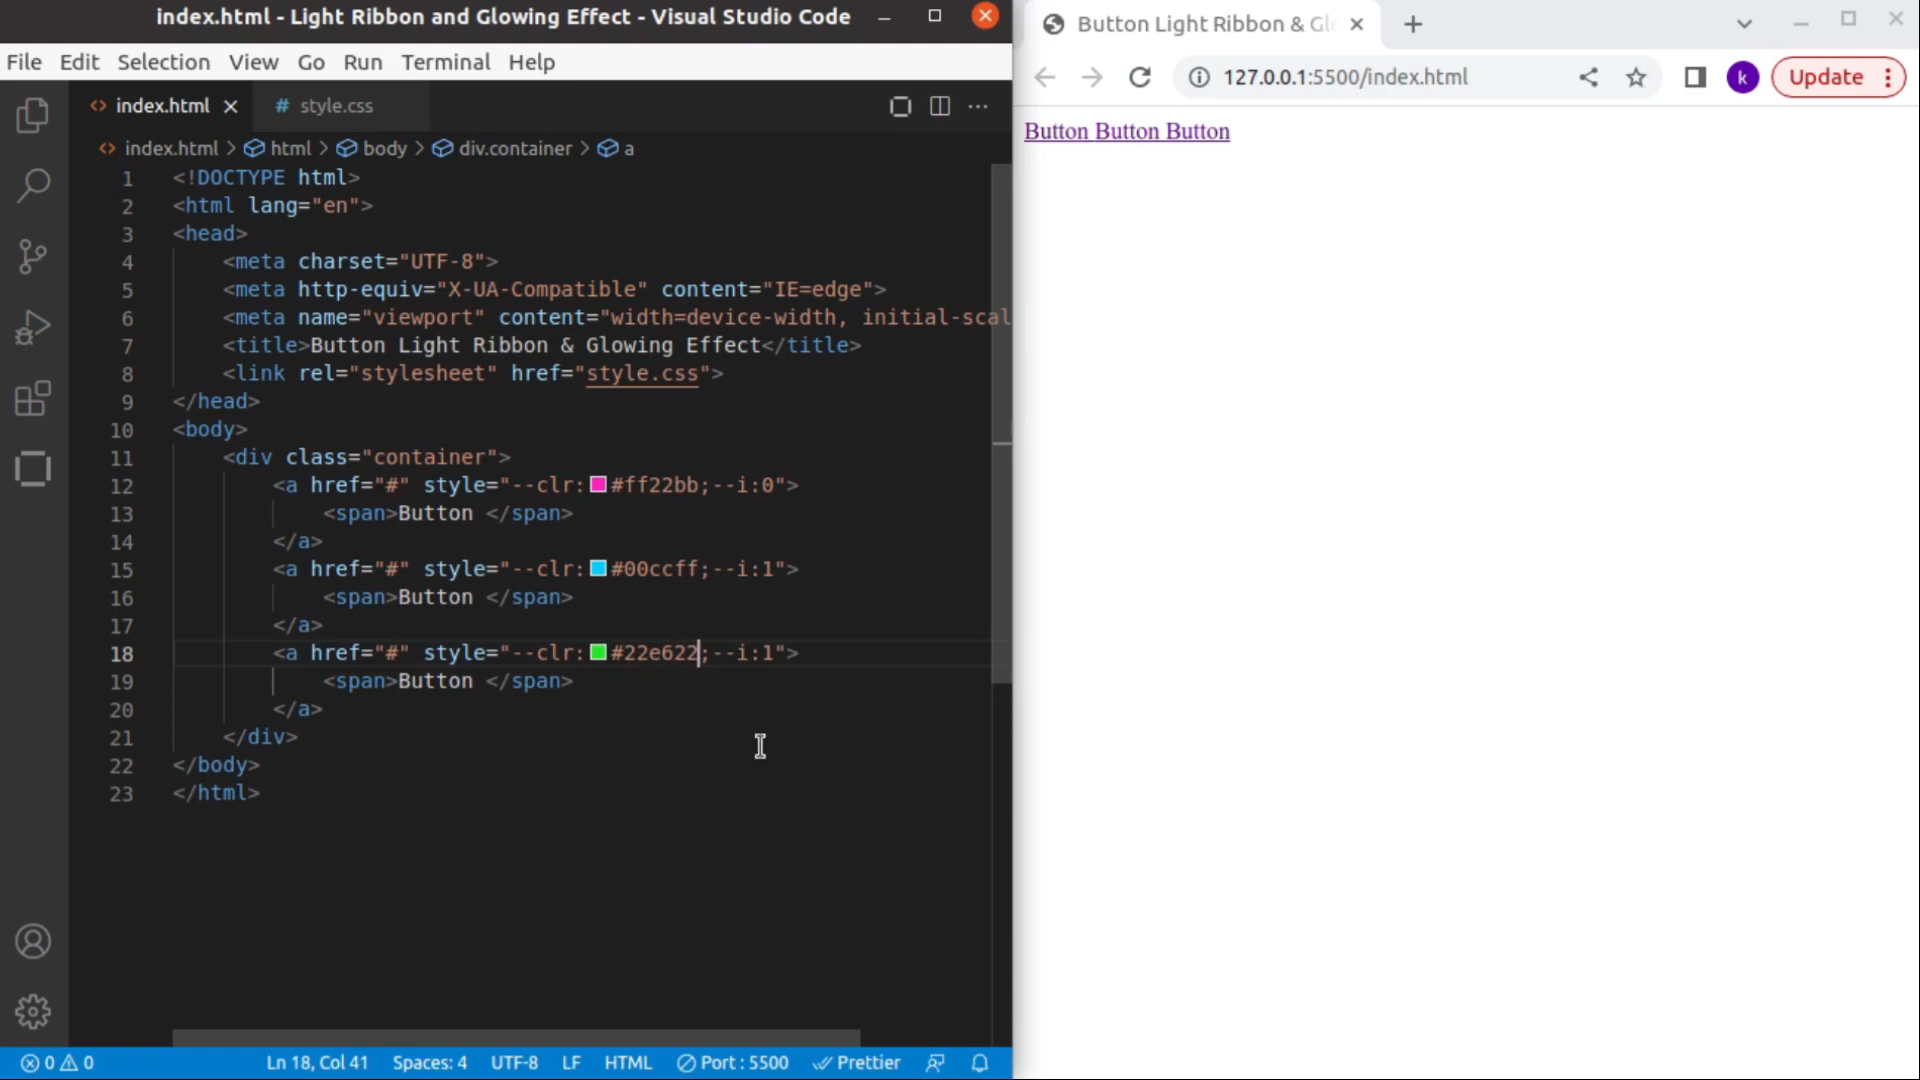 index.html - Light Ribbon and Glowing Effect - Visual Studio Code
File Edit Selection View Go Run Terminal Help
index.html style.css
index.html > html > body > div.container > a
1 <!DOCTYPE html>
2 <html lang="en">
3 <head>
4 <meta charset="UTF-8">
5 <meta http-equiv="X-UA-Compatible" content="IE=edge">
6 <meta name="viewport" content="width=device-width, initial-scal
7 <title>Button Light Ribbon & Glowing Effect</title>
8 <link rel="stylesheet" href="style.css">
9 </head>
10 <body>
11 <div class="container">
12 <a href="#" style="--clr:#ff22bb;--i:0">
13 <span>Button </span>
14 </a>
15 <a href="#" style="--clr:#00ccff;--i:1">
16 <span>Button </span>
17 </a>
18 <a href="#" style="--clr:#22e622;--i:1">
19 <span>Button </span>
20 </a>
21 </div>
22 </body>
23 </html>
0 0 Ln 18, Col 41 Spaces: 4 UTF-8 LF HTML Port : 5500 Prettier
Button Light Ribbon & Gl
127.0.0.1:5500/index.html k Update
Button Button Button